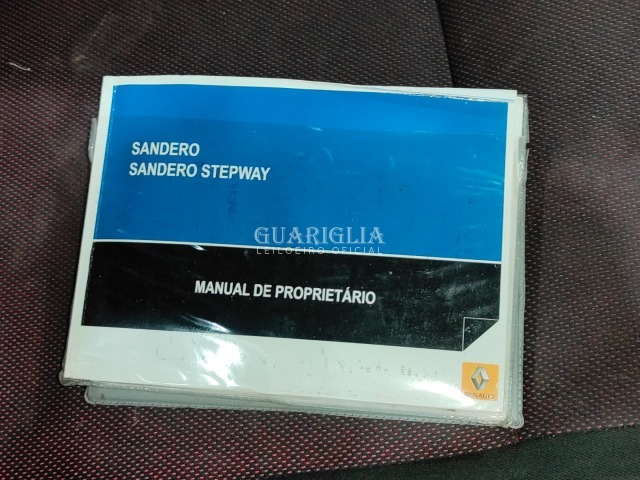 SANDERO
SANDERO STEPWAY
GUARIGLIA
LEILOEIRO OFICIAL
MANUAL DE PROPRIETÁRIO
RENAULT